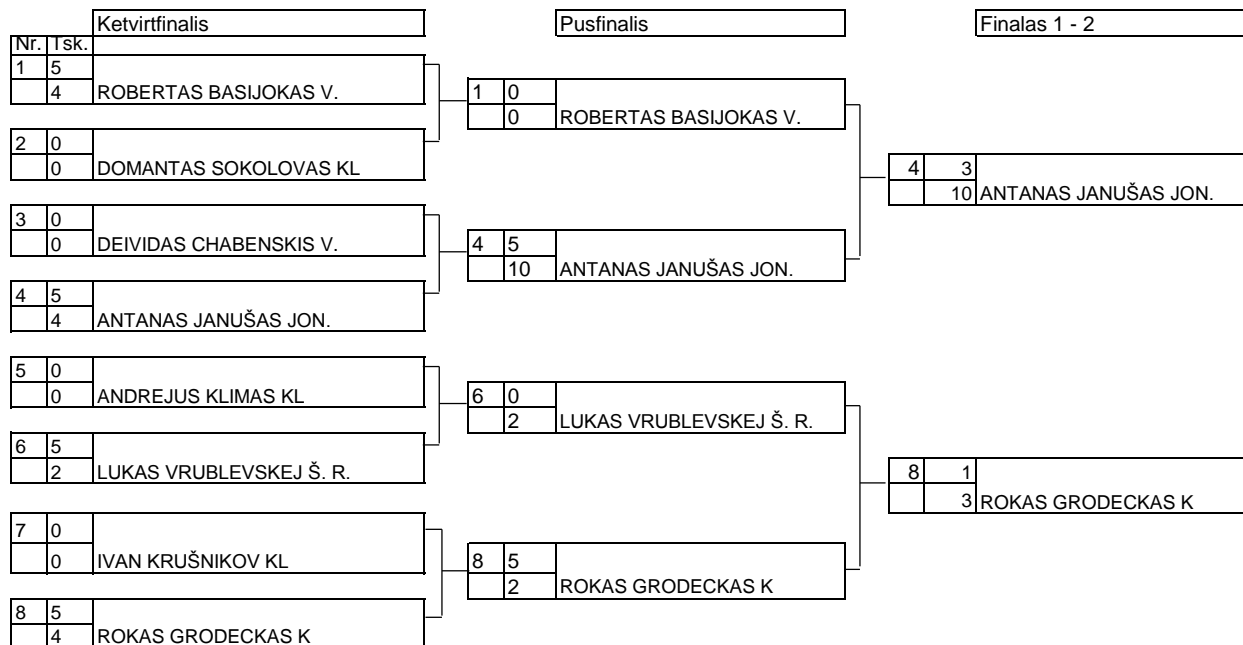 Ketvirtfinalis Pusfinalis Finalas 1 - 2
Nr. Tsk.
1 5
4 ROBERTAS BASIJOKAS V.
2 0
0 DOMANTAS SOKOLOVAS KL
3 0
0 DEIVIDAS CHABENSKIS V.
4 5
4 ANTANAS JANUŠAS JON.
5 0
0 ANDREJUS KLIMAS KL
6 5
2 LUKAS VRUBLEVSKEJ Š. R.
7 0
0 IVAN KRUŠNIKOV KL
8 5
4 ROKAS GRODECKAS K
1 0
0 ROBERTAS BASIJOKAS V.
4 5
10 ANTANAS JANUŠAS JON.
6 0
2 LUKAS VRUBLEVSKEJ Š. R.
8 5
2 ROKAS GRODECKAS K
4 3
10 ANTANAS JANUŠAS JON.
8 1
3 ROKAS GRODECKAS K